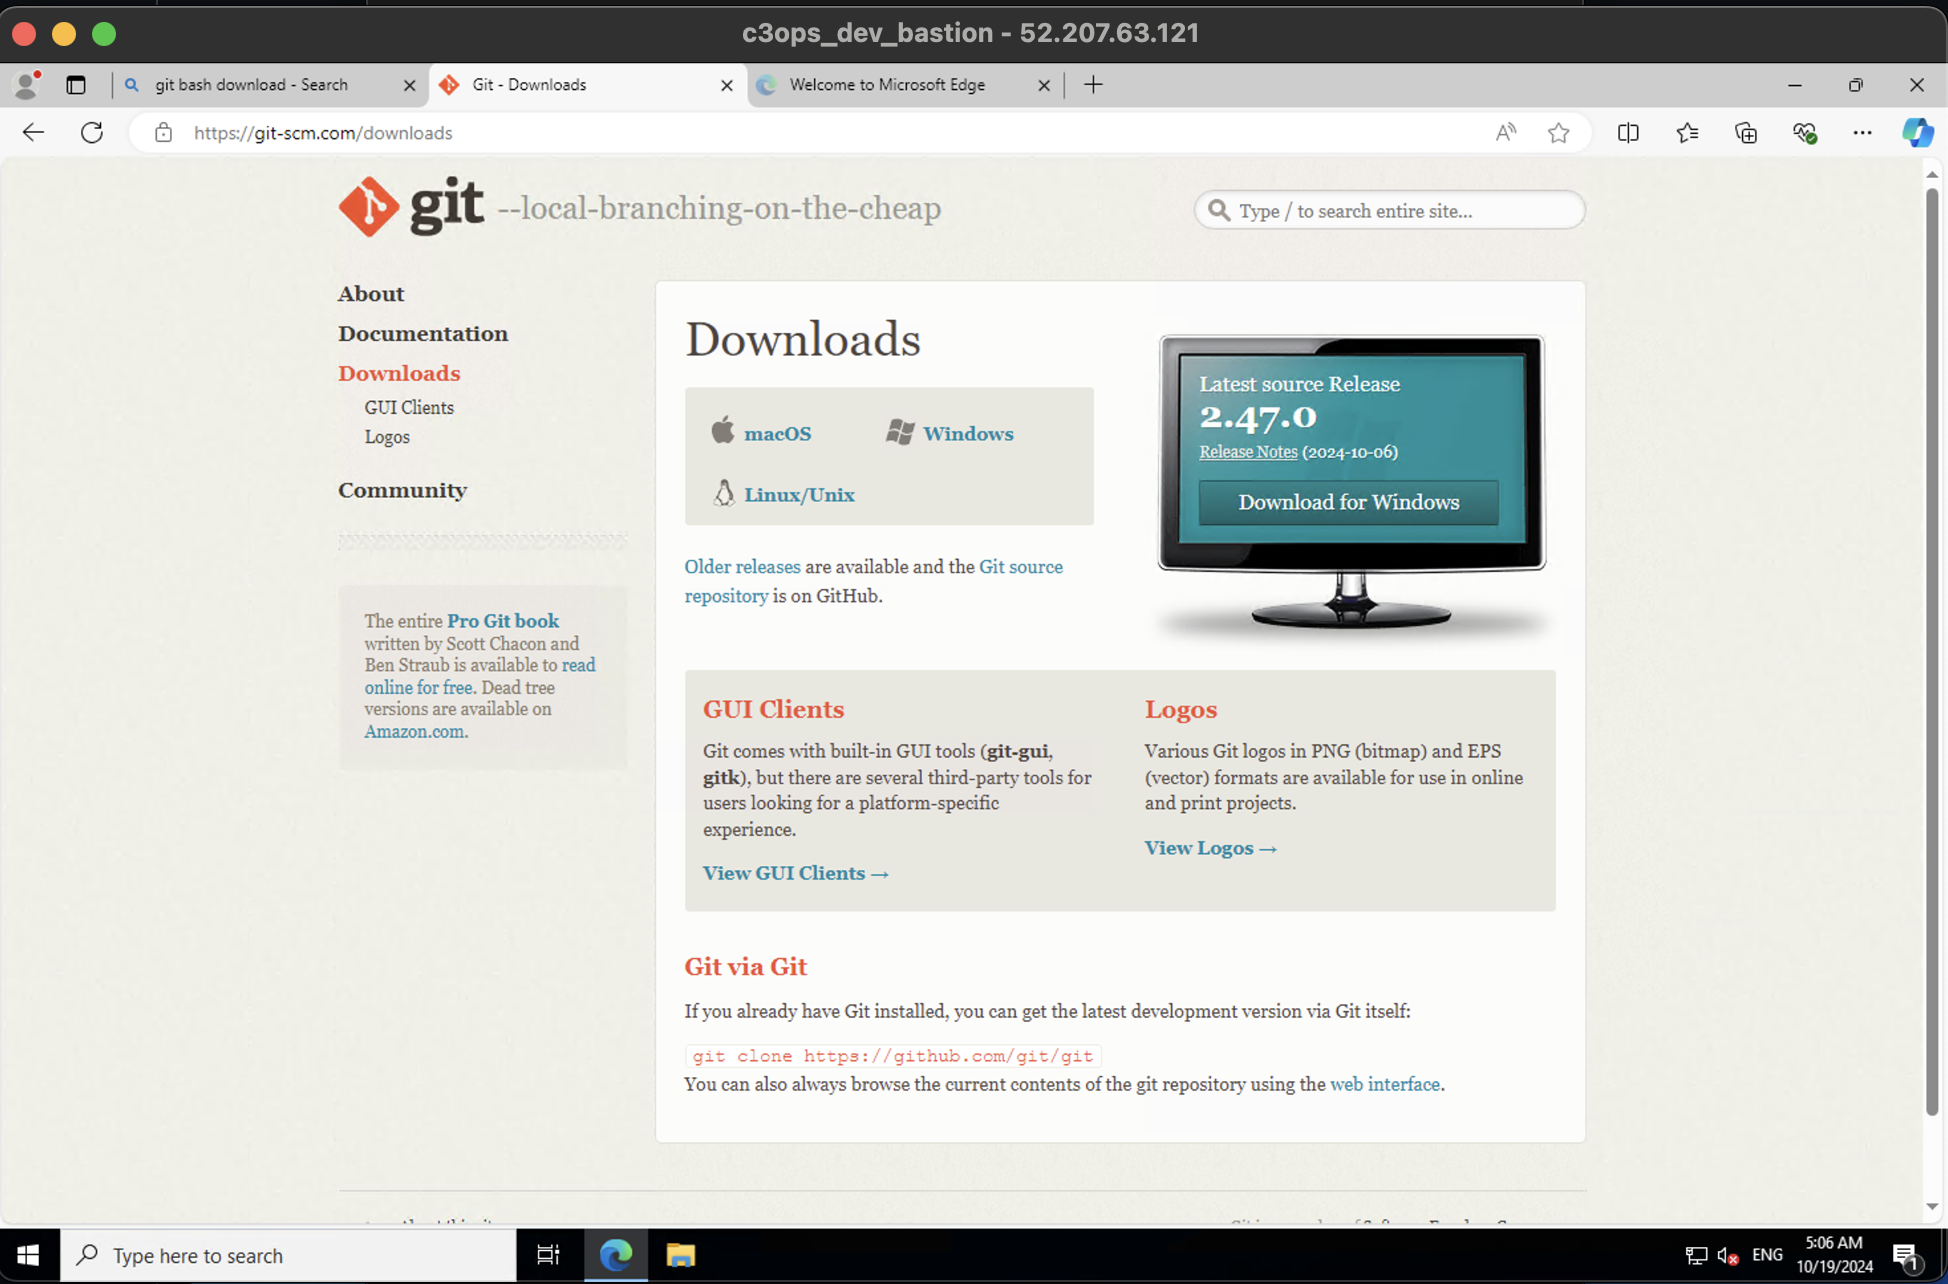 c3ops_dev_bastion - 52.207.63.121
git bash download - Search
Git - Downloads
Welcome to Microsoft Edge
https://git-scm.com/downloads
git --local-branching-on-the-cheap
Type / to search entire site...
About
Documentation
Downloads
GUI Clients
Logos
Community
The entire Pro Git book
written by Scott Chacon and
Ben Straub is available to read
online for free. Dead tree
versions are available on
Amazon.com.
Downloads
macOS
Windows
Linux/Unix
Older releases are available and the Git source
repository is on GitHub.
Latest source Release
2.47.0
Release Notes (2024-10-06)
Download for Windows
GUI Clients
Git comes with built-in GUI tools (git-gui,
gitk), but there are several third-party tools for
users looking for a platform-specific
experience.
View GUI Clients →
Logos
Various Git logos in PNG (bitmap) and EPS
(vector) formats are available for use in online
and print projects.
View Logos →
Git via Git
If you already have Git installed, you can get the latest development version via Git itself:
git clone https://github.com/git/git
You can also always browse the current contents of the git repository using the web interface.
Type here to search
ENG
5:06 AM
10/19/2024
1